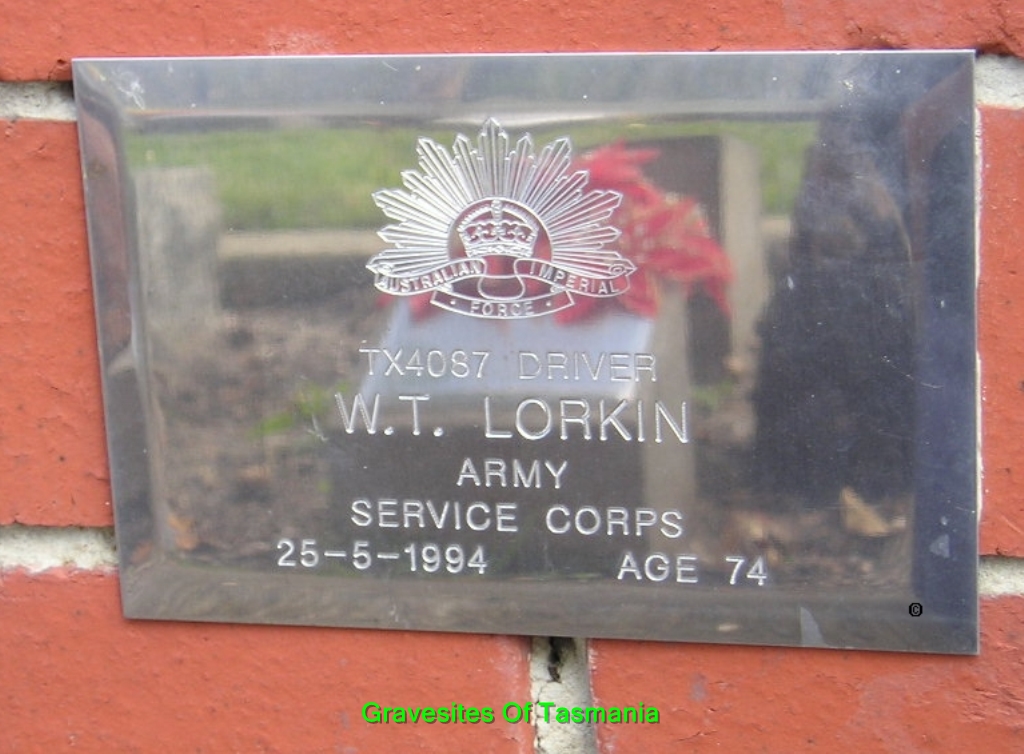 AUSTRALIAN IMPERIAL
FORCE
TX4087 DRIVER
W.T. LORKIN
ARMY
SERVICE CORPS
25-5-1994 AGE 74
©
Gravesites Of Tasmania